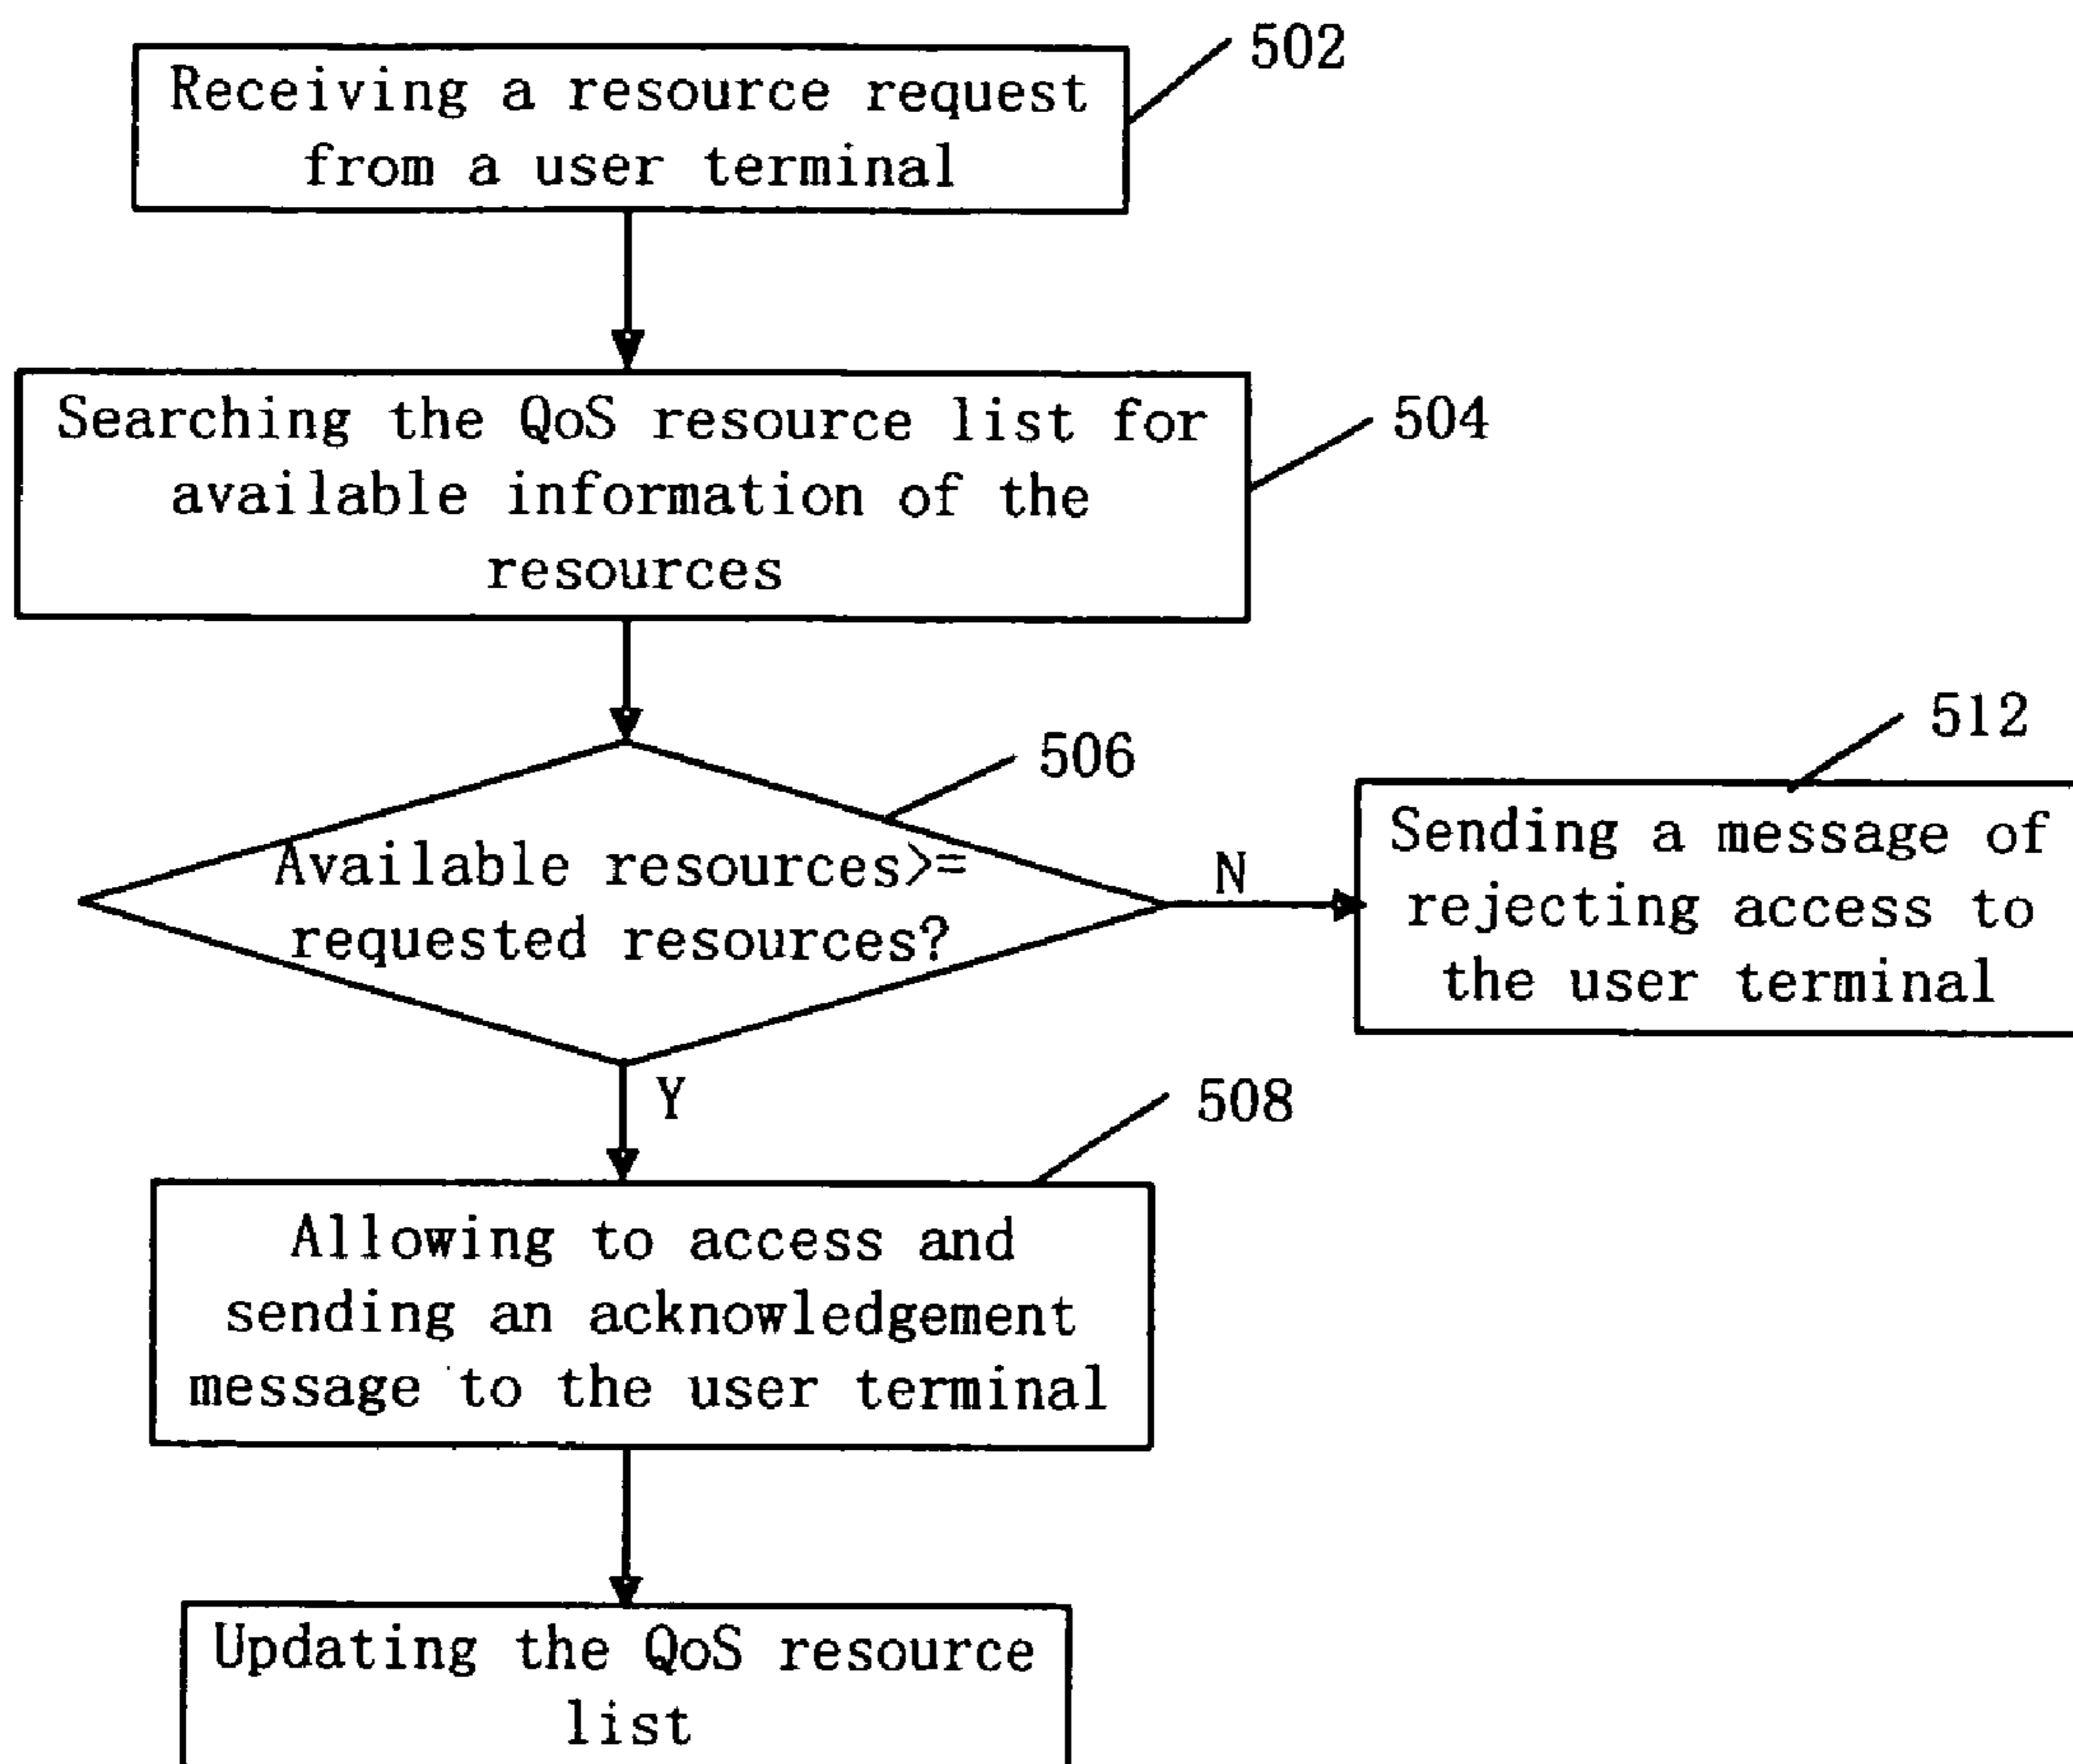 502
Receiving a resource request
from a user terminal
504
Searching the QoS resource list for
available information of the
resources
506
Available resources>=
requested resources?
N
512
Sending a message of
rejecting access to
the user terminal
Y
508
Allowing to access and
sending an acknowledgement
message to the user terminal
Updating the QoS resource
list